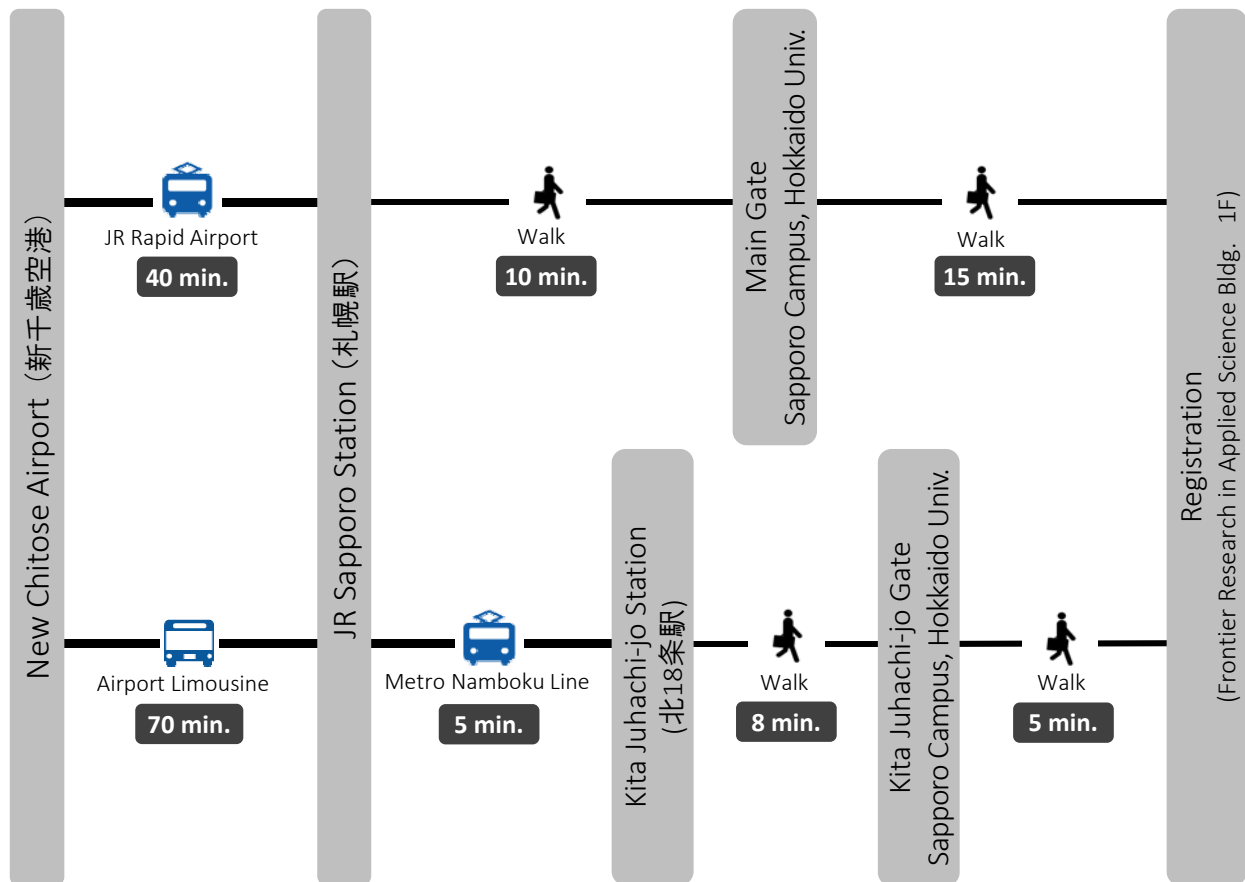 New Chitose Airport (新千歳空港)
JR Rapid Airport
40 min.
Airport Limousine
70 min.
JR Sapporo Station (札幌駅)
Walk
10 min.
Main Gate
Sapporo Campus, Hokkaido Univ.
Walk
15 min.
Metro Namboku Line
5 min.
Kita Juhachi-jo Station
(北18条駅)
Walk
8 min.
Kita Juhachi-jo Gate
Sapporo Campus, Hokkaido Univ.
Walk
5 min.
Registration
(Frontier Research in Applied Science Bldg. 1F)